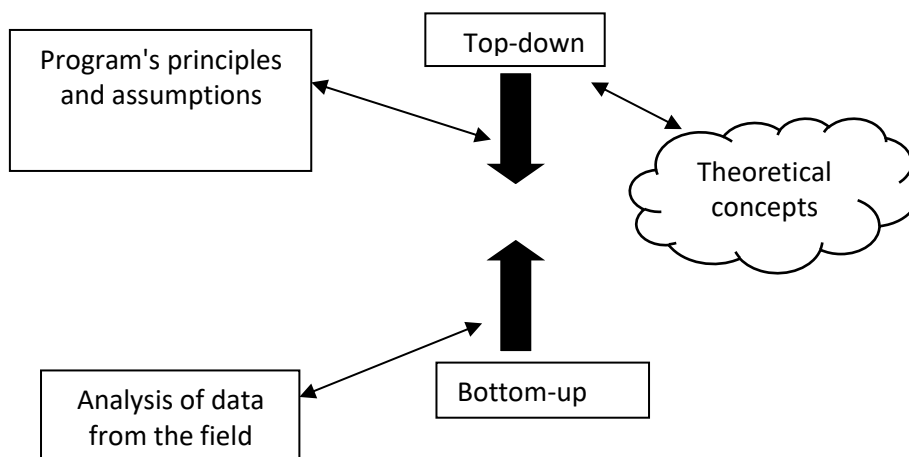 Program's principles
and assumptions
Top-down
Theoretical
concepts
Bottom-up
Analysis of data
from the field